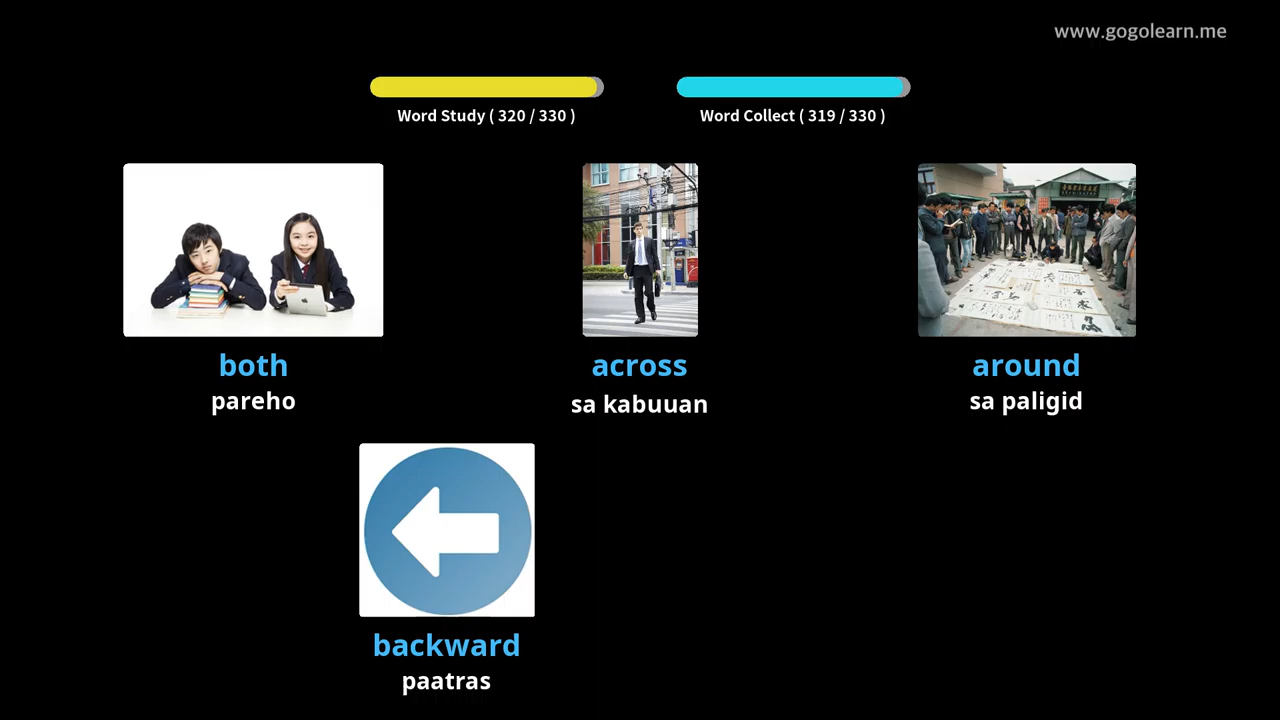 www.gogolearn.me
Word Study ( 320 / 330 )
Word Collect ( 319 / 330 )
both
pareho
across
sa kabuuan
around
sa paligid
backward
paatras